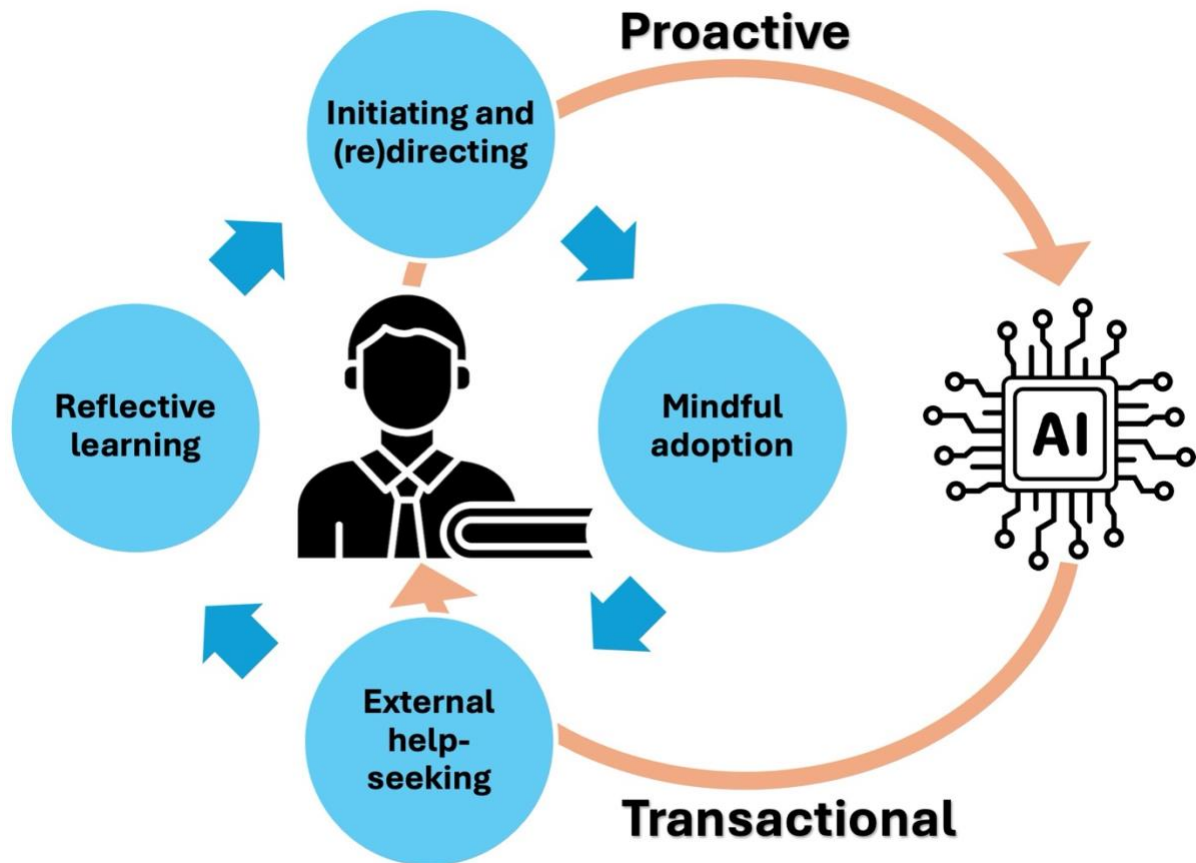 Proactive
Initiating and
(re)directing
Reflective
learning
Mindful
adoption
AI
External
help-
seeking
Transactional